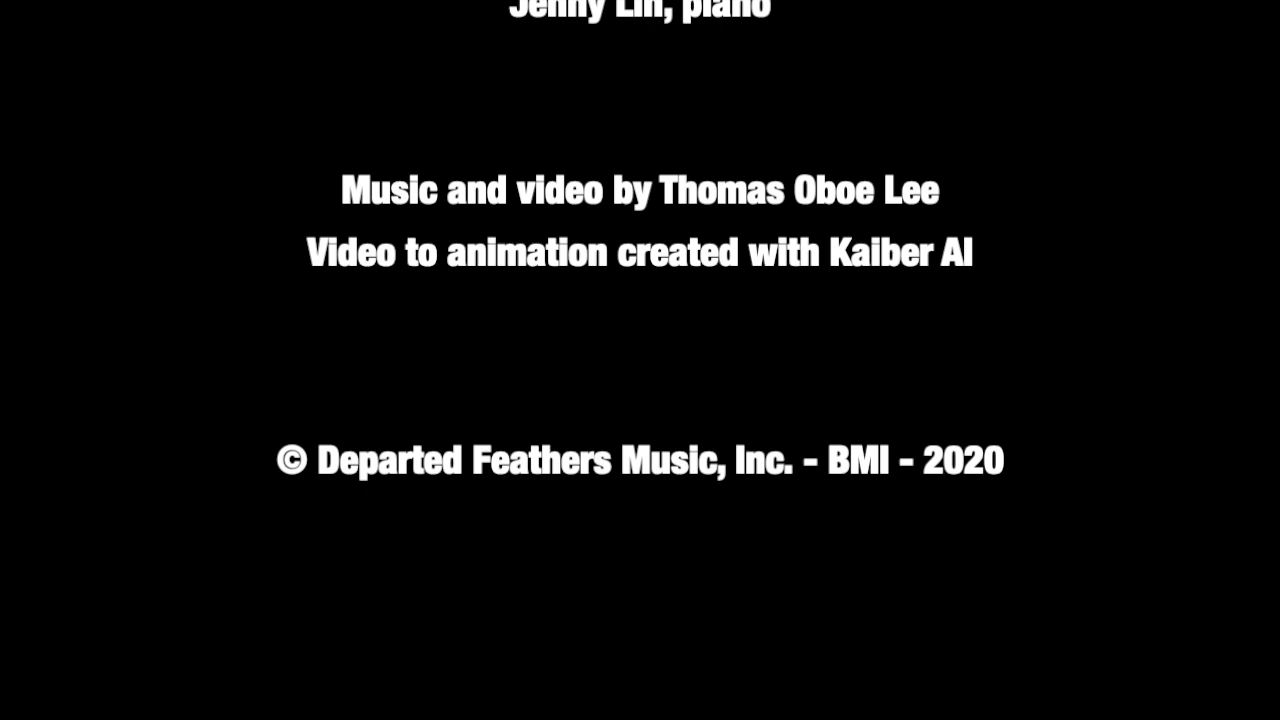 Jenny Lin, piano
Music and video by Thomas Oboe Lee
Video to animation created with Kaiber AI
© Departed Feathers Music, Inc. - BMI - 2020